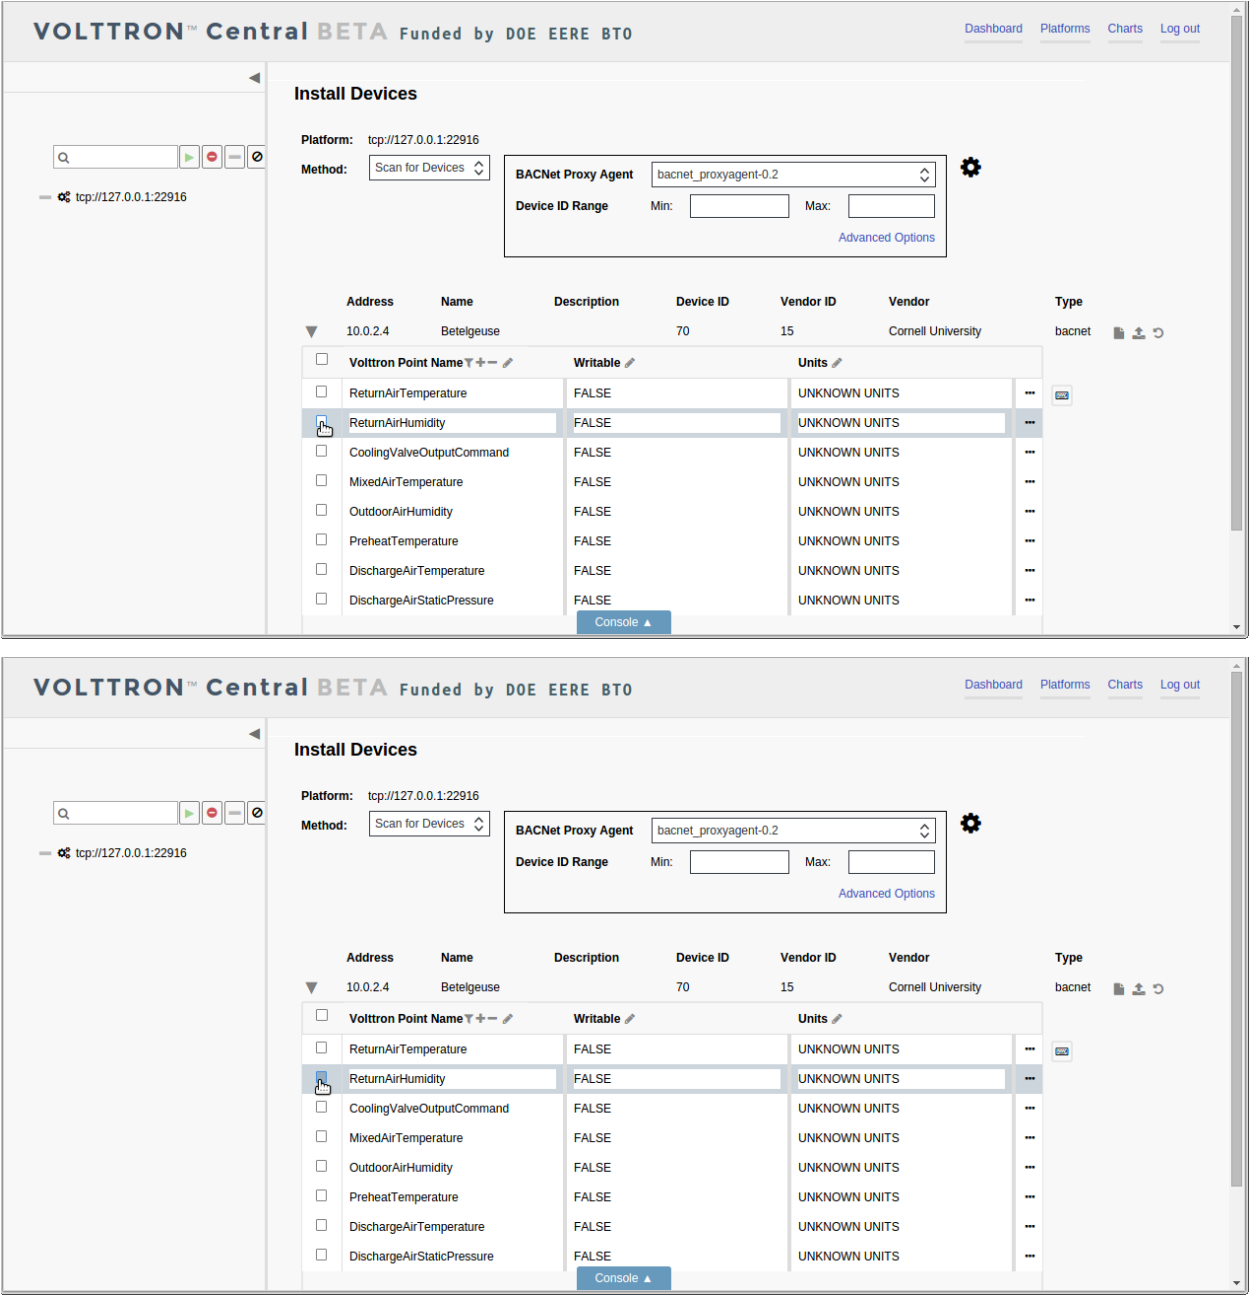 VOLTTRON™ Central BETA Funded by DOE EERE BTO
Dashboard Platforms Charts Log out
Install Devices
Platform: tcp://127.0.0.1:22916
Method: Scan for Devices
BACNet Proxy Agent bacnet_proxyagent-0.2
Device ID Range Min: Max:
Advanced Options
tcp://127.0.0.1:22916
Address Name Description Device ID Vendor ID Vendor Type
10.0.2.4 Betelgeuse 70 15 Cornell University bacnet
Volttron Point Name Writable Units
ReturnAirTemperature FALSE UNKNOWN UNITS
ReturnAirHumidity FALSE UNKNOWN UNITS
CoolingValveOutputCommand FALSE UNKNOWN UNITS
MixedAirTemperature FALSE UNKNOWN UNITS
OutdoorAirHumidity FALSE UNKNOWN UNITS
PreheatTemperature FALSE UNKNOWN UNITS
DischargeAirTemperature FALSE UNKNOWN UNITS
DischargeAirStaticPressure FALSE UNKNOWN UNITS
Console ▲
VOLTTRON™ Central BETA Funded by DOE EERE BTO
Dashboard Platforms Charts Log out
Install Devices
Platform: tcp://127.0.0.1:22916
Method: Scan for Devices
BACNet Proxy Agent bacnet_proxyagent-0.2
Device ID Range Min: Max:
Advanced Options
tcp://127.0.0.1:22916
Address Name Description Device ID Vendor ID Vendor Type
10.0.2.4 Betelgeuse 70 15 Cornell University bacnet
Volttron Point Name Writable Units
ReturnAirTemperature FALSE UNKNOWN UNITS
ReturnAirHumidity FALSE UNKNOWN UNITS
CoolingValveOutputCommand FALSE UNKNOWN UNITS
MixedAirTemperature FALSE UNKNOWN UNITS
OutdoorAirHumidity FALSE UNKNOWN UNITS
PreheatTemperature FALSE UNKNOWN UNITS
DischargeAirTemperature FALSE UNKNOWN UNITS
DischargeAirStaticPressure FALSE UNKNOWN UNITS
Console ▲